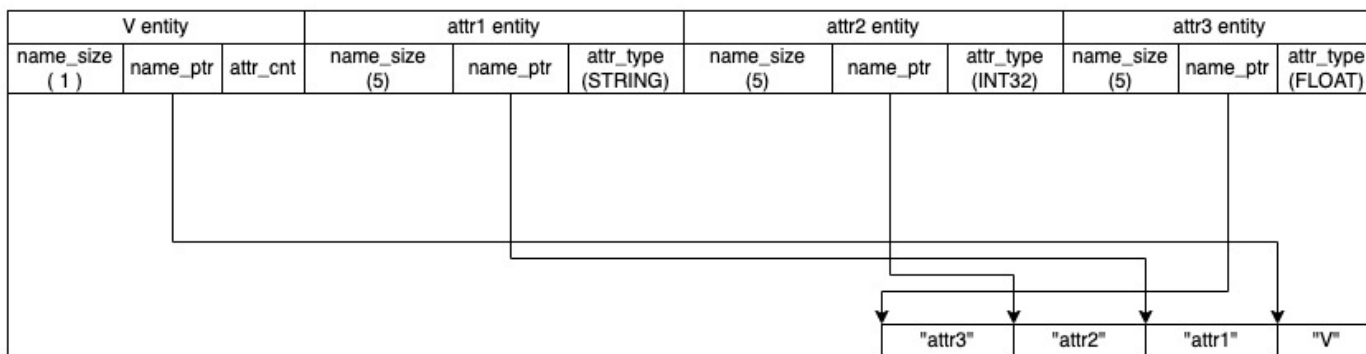 V entity
attr1 entity
attr2 entity
attr3 entity
name_size
( 1 )
name_ptr
attr_cnt
name_size
(5)
name_ptr
attr_type
(STRING)
name_size
(5)
name_ptr
attr_type
(INT32)
name_size
(5)
name_ptr
attr_type
(FLOAT)
"attr3"
"attr2"
"attr1"
"V"